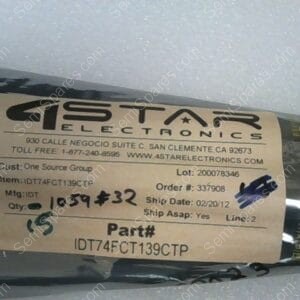 4STAR
ELECTRONICS
930 CALLE NEGOCIO SUITE C, SAN CLEMENTE, CA 92673
TOLL FREE: 1-877-240-8595 WWW.4STARELECTRONICS.COM
Cust: One Source Group
Lot: 200078346
Item: IDT74FCT139CTP
Order #: 337908
Mfg: IDT
Ship Date: 02/20/12
Qty: - 1059 #32
Ship Asap: Yes Line: 2
15
Part#
IDT74FCT139CTP